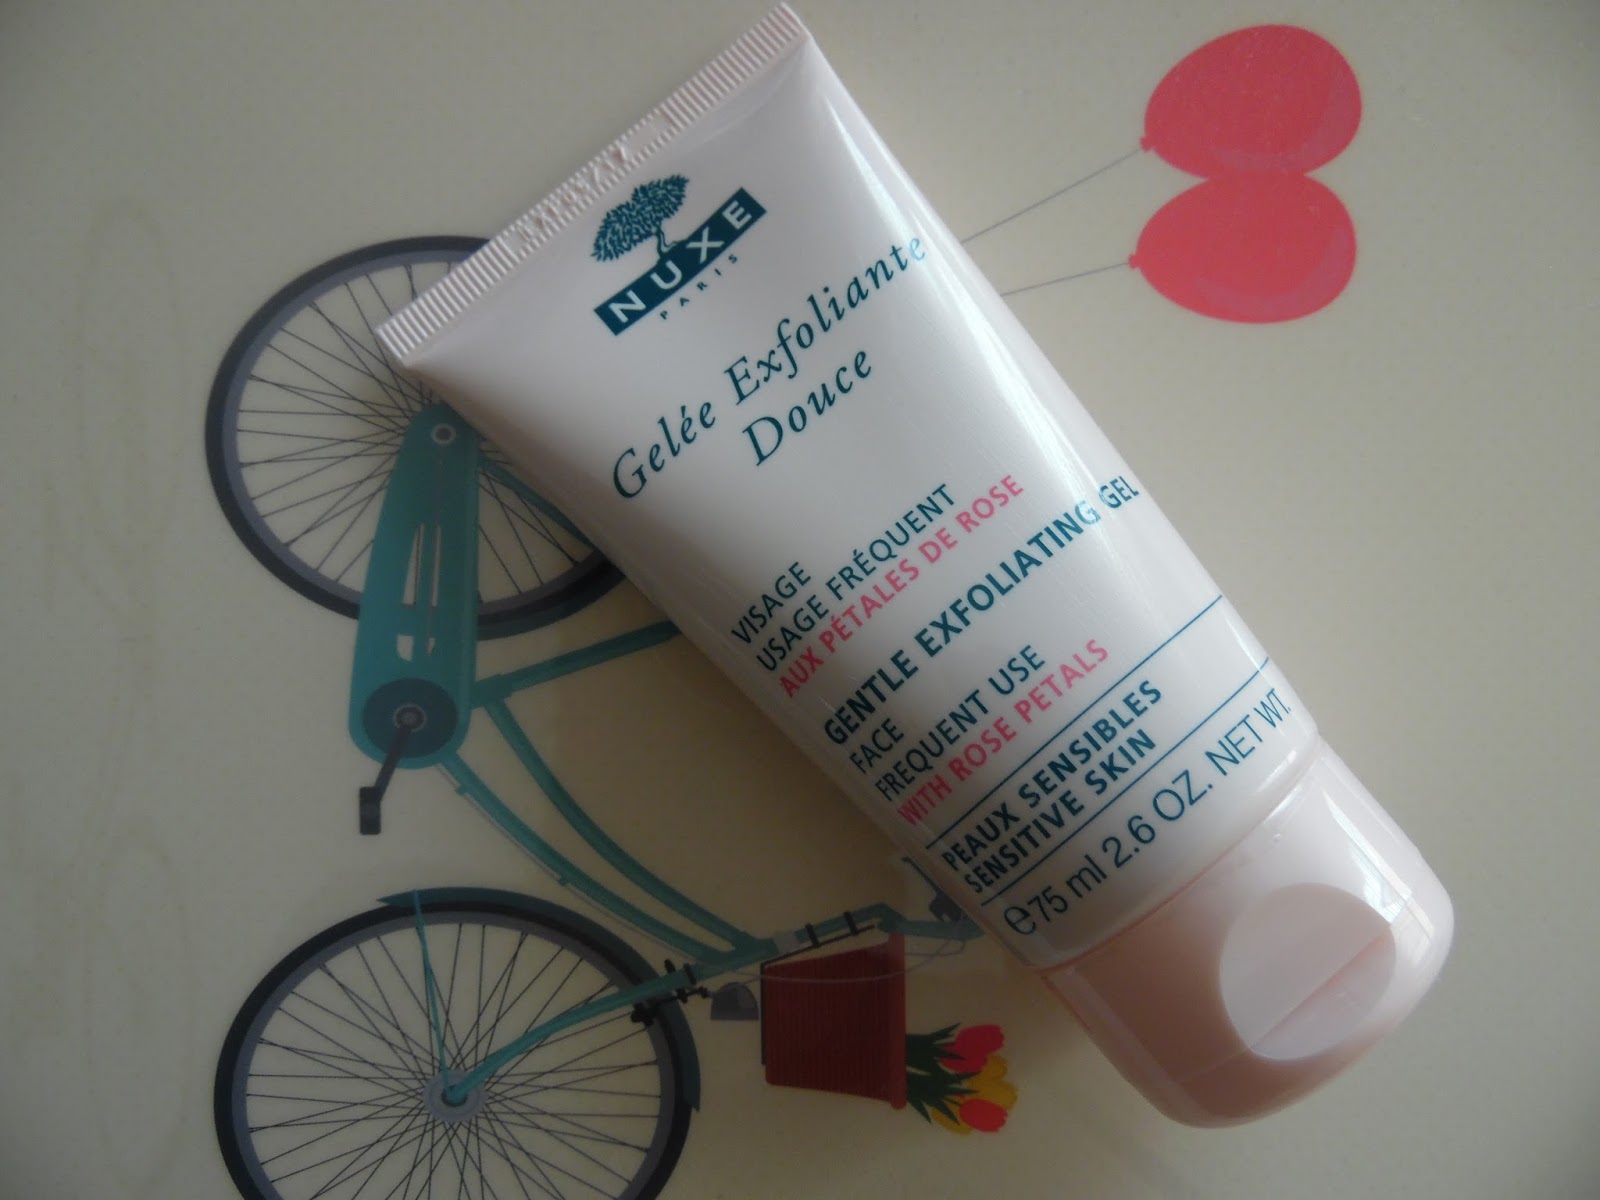 NUXE
PARIS
Gelée Exfoliante
Douce
VISAGE
USAGE FRÉQUENT
AUX PÉTALES DE ROSE
GENTLE EXFOLIATING GEL
FACE
FREQUENT USE
WITH ROSE PETALS
PEAUX SENSIBLES
SENSITIVE SKIN
e 75 ml 2.6 OZ. NET WT.